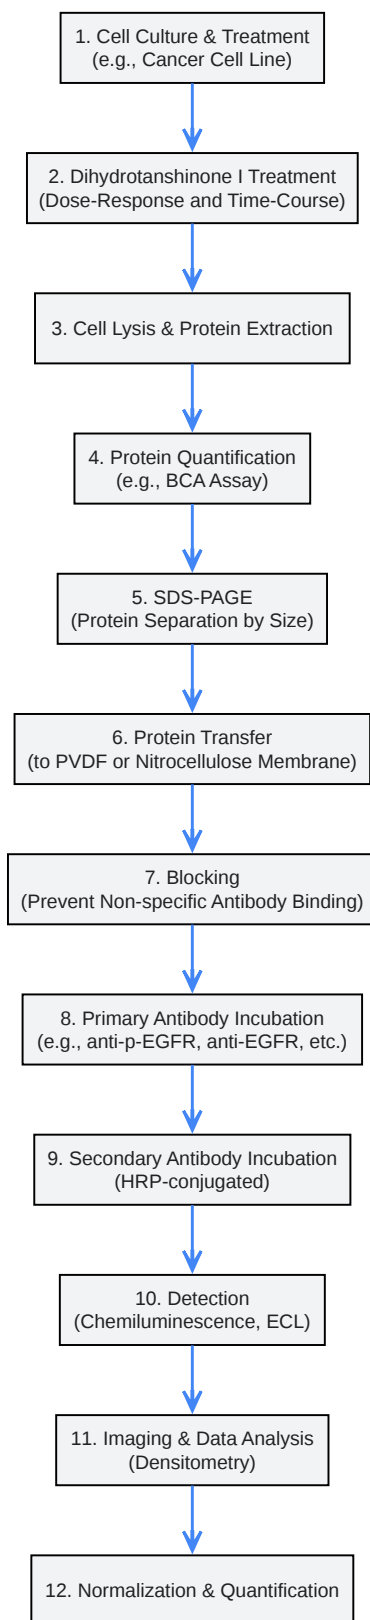 1. Cell Culture & Treatment
(e.g., Cancer Cell Line)
2. Dihydrotanshinone I Treatment
(Dose-Response and Time-Course)
3. Cell Lysis & Protein Extraction
4. Protein Quantification
(e.g., BCA Assay)
5. SDS-PAGE
(Protein Separation by Size)
6. Protein Transfer
(to PVDF or Nitrocellulose Membrane)
7. Blocking
(Prevent Non-specific Antibody Binding)
8. Primary Antibody Incubation
(e.g., anti-p-EGFR, anti-EGFR, etc.)
9. Secondary Antibody Incubation
(HRP-conjugated)
10. Detection
(Chemiluminescence, ECL)
11. Imaging & Data Analysis
(Densitometry)
12. Normalization & Quantification